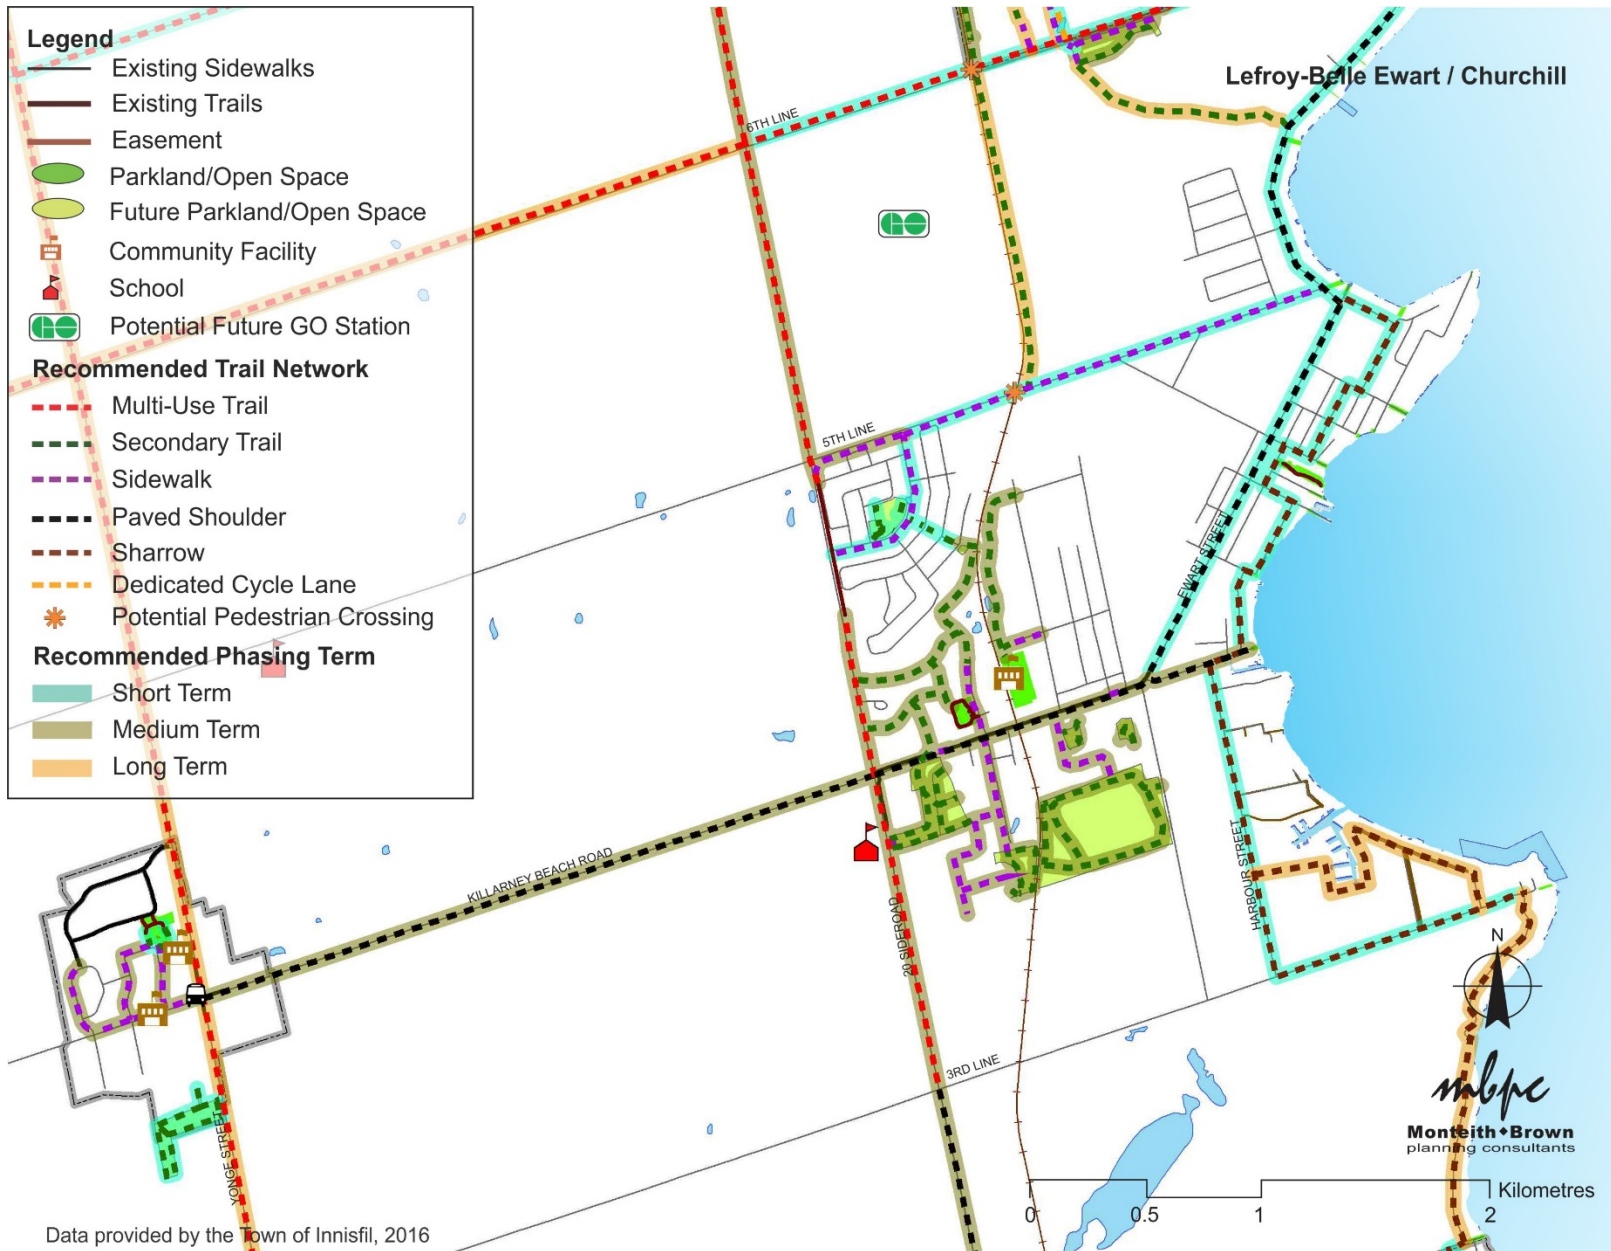 Legend
Existing Sidewalks
Existing Trails
Easement
Parkland/Open Space
Future Parkland/Open Space
Community Facility
School
GO Potential Future GO Station
Recommended Trail Network
Multi-Use Trail
Secondary Trail
Sidewalk
Paved Shoulder
Sharrow
Dedicated Cycle Lane
Potential Pedestrian Crossing
Recommended Phasing Term
Short Term
Medium Term
Long Term
Lefroy-Belle Ewart / Churchill
6TH LINE
GO
5TH LINE
EWART STREET
KILLARNEY BEACH ROAD
HARBOUR STREET
20 SIDEROAD
3RD LINE
YONGE STREET
N
mbpc
Monteith◆Brown
planning consultants
Kilometres
0 0.5 1 2
Data provided by the Town of Innisfil, 2016